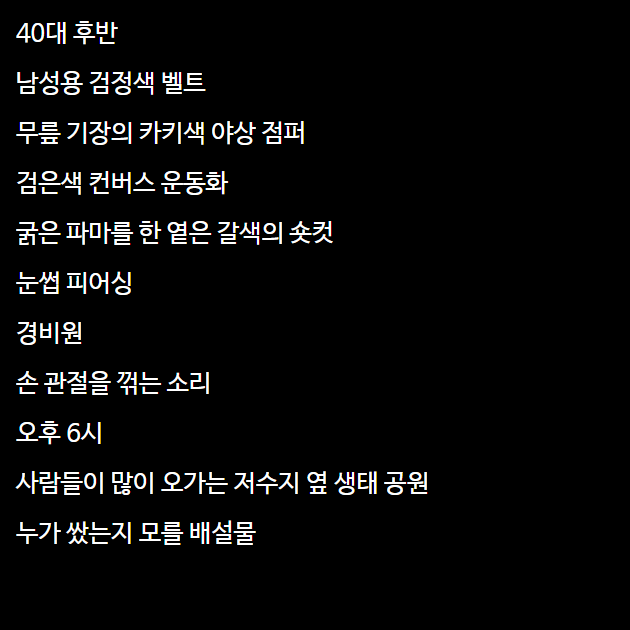 40대 후반
남성용 검정색 벨트
무릎 기장의 카키색 야상 점퍼
검은색 컨버스 운동화
굵은 파마를 한 옅은 갈색의 숏컷
눈썹 피어싱
경비원
손 관절을 꺾는 소리
오후 6시
사람들이 많이 오가는 저수지 옆 생태 공원
누가 쌌는지 모를 배설물